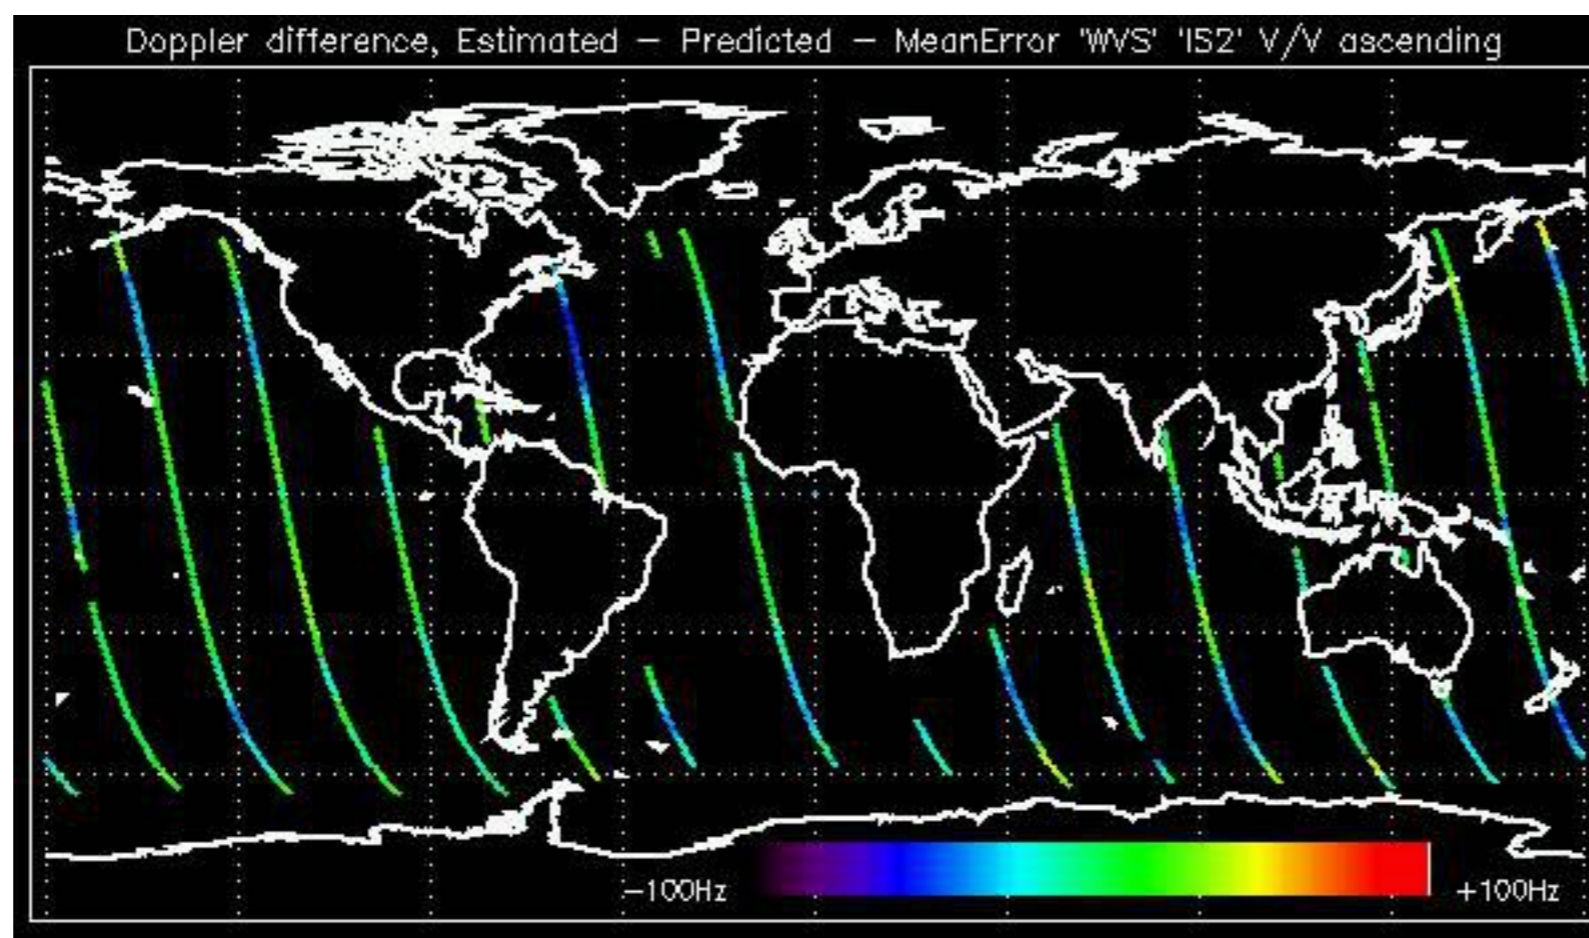 Doppler difference, Estimated – Predicted – MeanError 'WVS' 'IS2' V/V ascending
−100Hz +100Hz